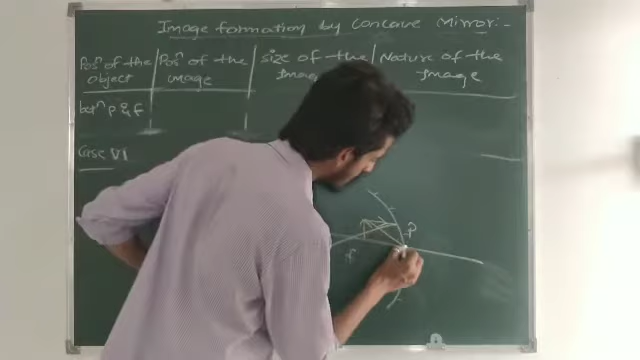 Image formation by Concave Mirror:-
Posⁿ of the object
Posⁿ of the image
size of the Imag
Nature of the Image
betⁿ P & f
Case VI
P
f